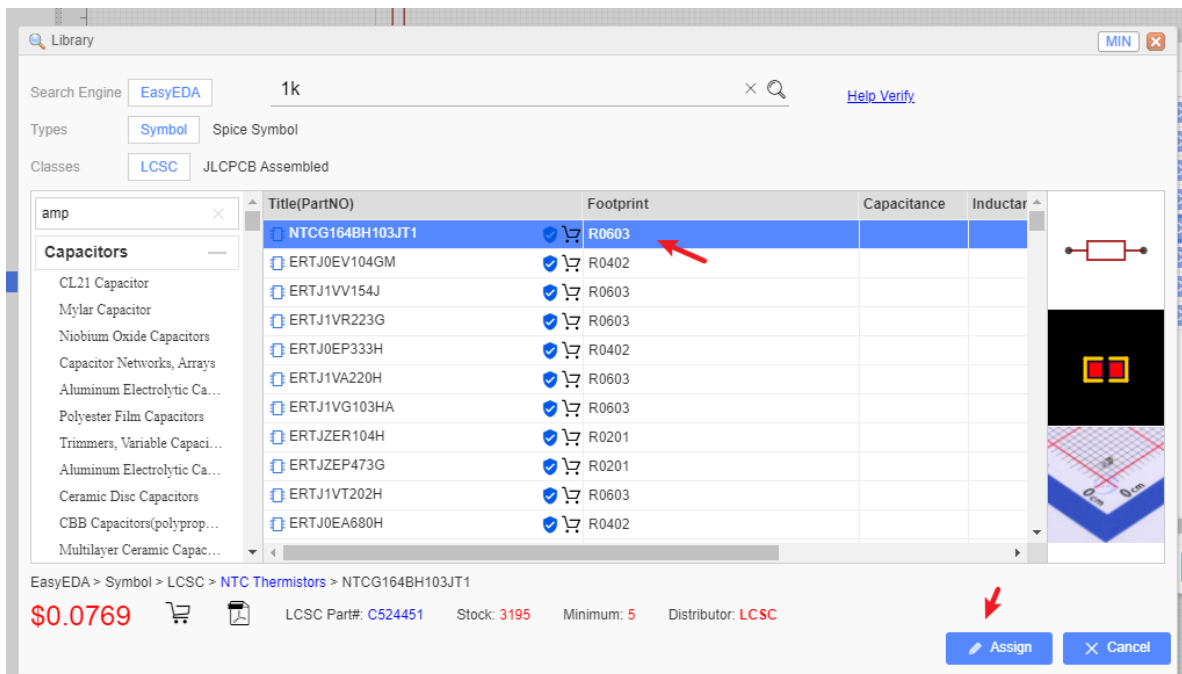 Library
MIN
Search Engine EasyEDA 1k Help Verify
Types Symbol Spice Symbol
Classes LCSC JLCPCB Assembled
amp
Capacitors
CL21 Capacitor
Mylar Capacitor
Niobium Oxide Capacitors
Capacitor Networks, Arrays
Aluminum Electrolytic Ca...
Polyester Film Capacitors
Trimmers, Variable Capaci...
Aluminum Electrolytic Ca...
Ceramic Disc Capacitors
CBB Capacitors(polyprop...
Multilayer Ceramic Capac...
Title(PartNO) Footprint Capacitance Inductar
NTCG164BH103JT1 R0603
ERTJ0EV104GM R0402
ERTJ1VV154J R0603
ERTJ1VR223G R0603
ERTJ0EP333H R0402
ERTJ1VA220H R0603
ERTJ1VG103HA R0603
ERTJZER104H R0201
ERTJZEP473G R0201
ERTJ1VT202H R0603
ERTJ0EA680H R0402
0cm 0cm
EasyEDA > Symbol > LCSC > NTC Thermistors > NTCG164BH103JT1
$0.0769 LCSC Part#: C524451 Stock: 3195 Minimum: 5 Distributor: LCSC
Assign Cancel